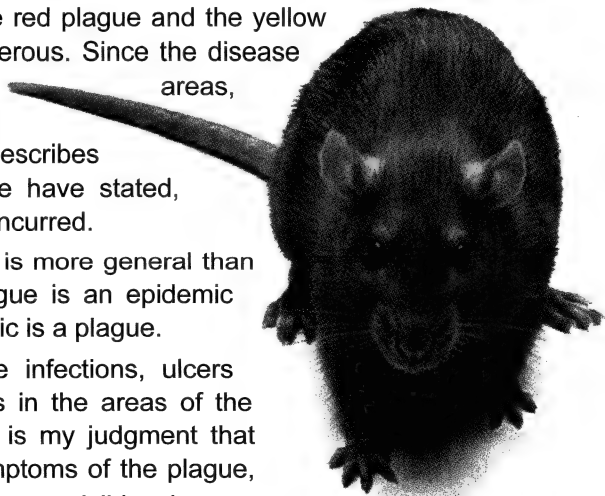 e red plague and the yellow
erous. Since the disease
areas,
escribes
e have stated,
ncurred.
is more general than
gue is an epidemic
ic is a plague.
e infections, ulcers
s in the areas of the
is my judgment that
nptoms of the plague,